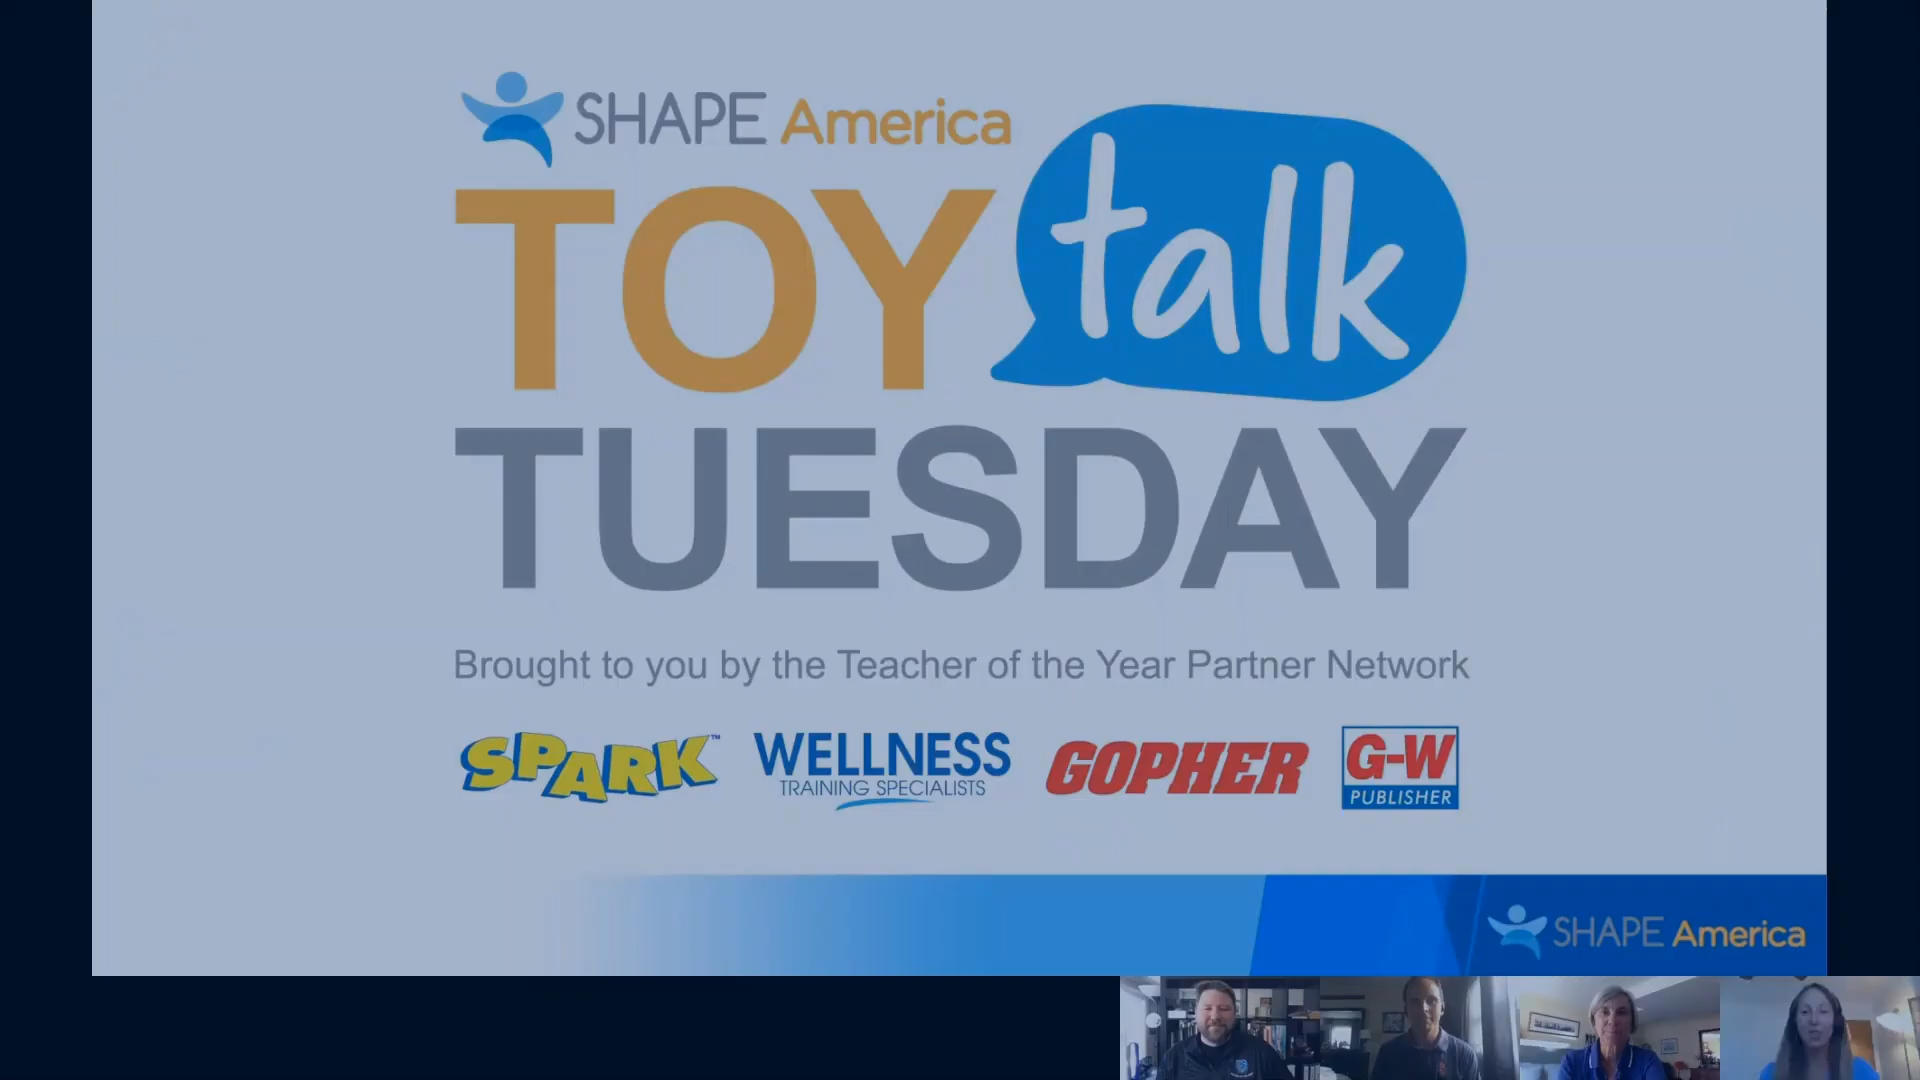 SHAPE America
TOY talk
TUESDAY
Brought to you by the Teacher of the Year Partner Network
SPARK™ WELLNESS GOPHER G-W
TRAINING SPECIALISTS PUBLISHER
SHAPE America